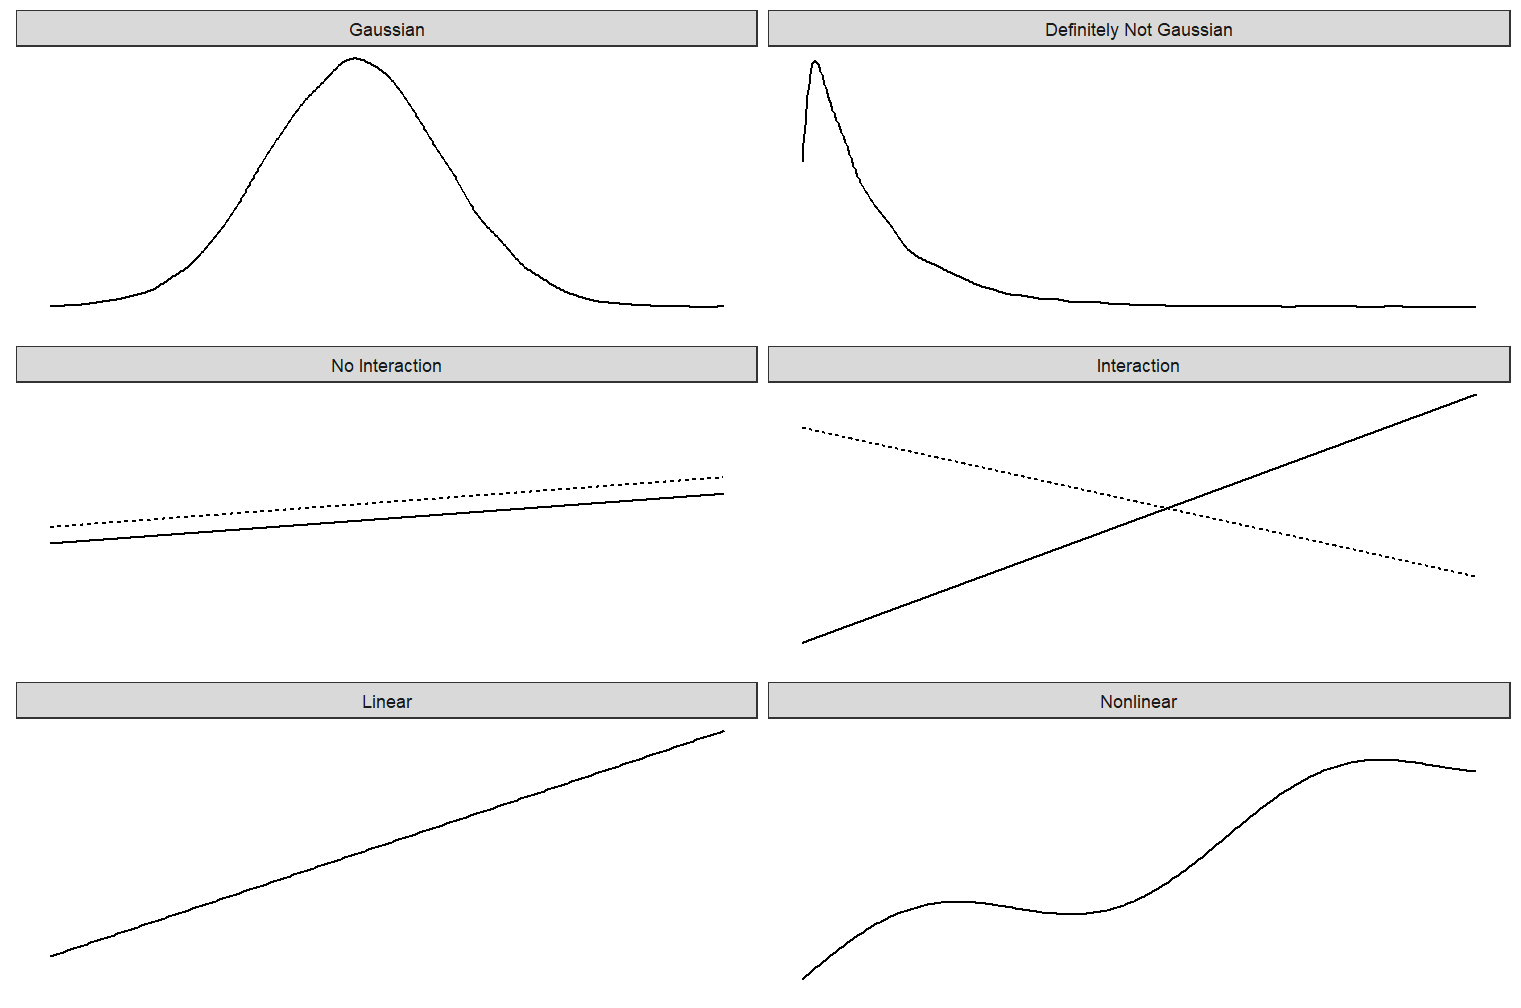 Gaussian
Definitely Not Gaussian
No Interaction
Interaction
Linear
Nonlinear